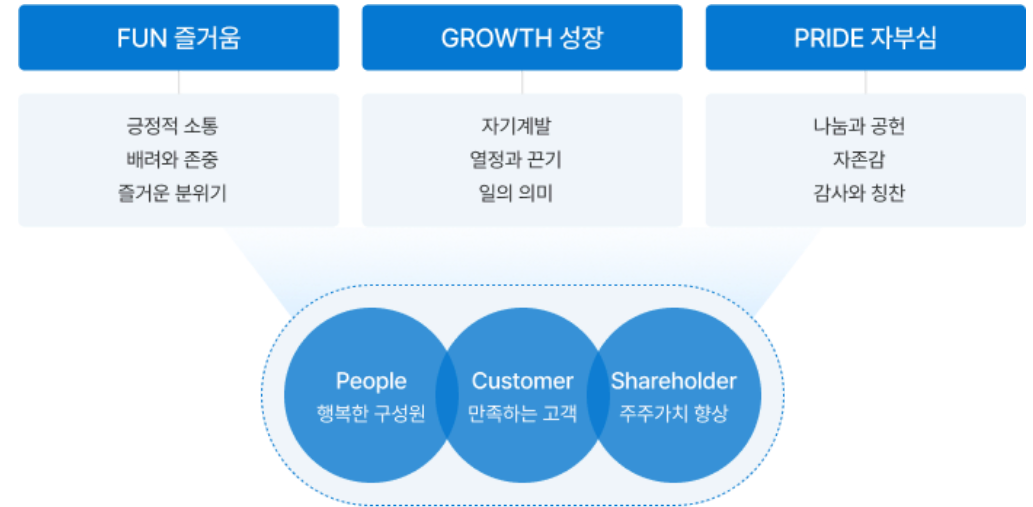 FUN 즐거움
긍정적 소통
배려와 존중
즐거운 분위기
GROWTH 성장
자기계발
열정과 끈기
일의 의미
PRIDE 자부심
나눔과 공헌
자존감
감사와 칭찬
People
행복한 구성원
Customer
만족하는 고객
Shareholder
주주가치 향상